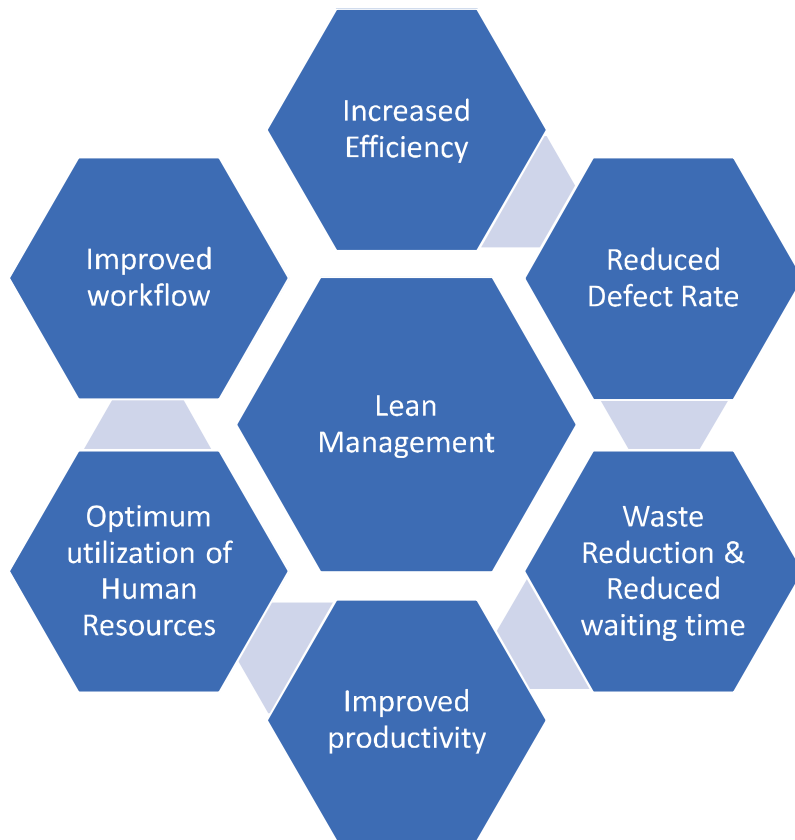 Increased
Efficiency
Improved
workflow
Reduced
Defect Rate
Lean
Management
Optimum
utilization of
Human
Resources
Waste
Reduction &
Reduced
waiting time
Improved
productivity